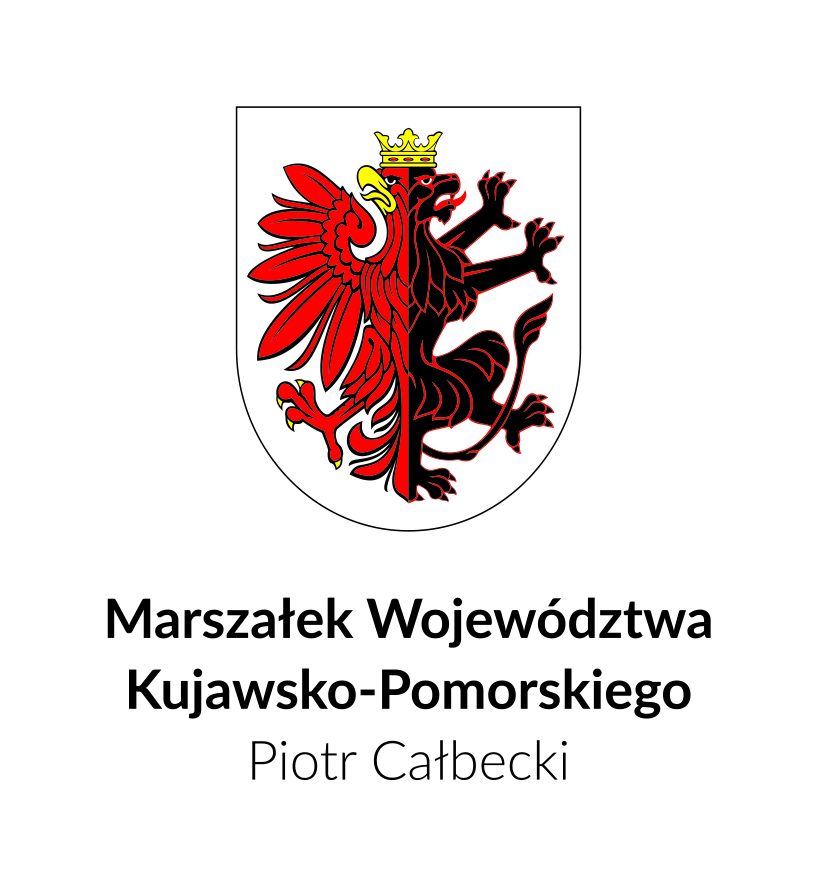 Marszałek Województwa
Kujawsko-Pomorskiego
Piotr Całbecki